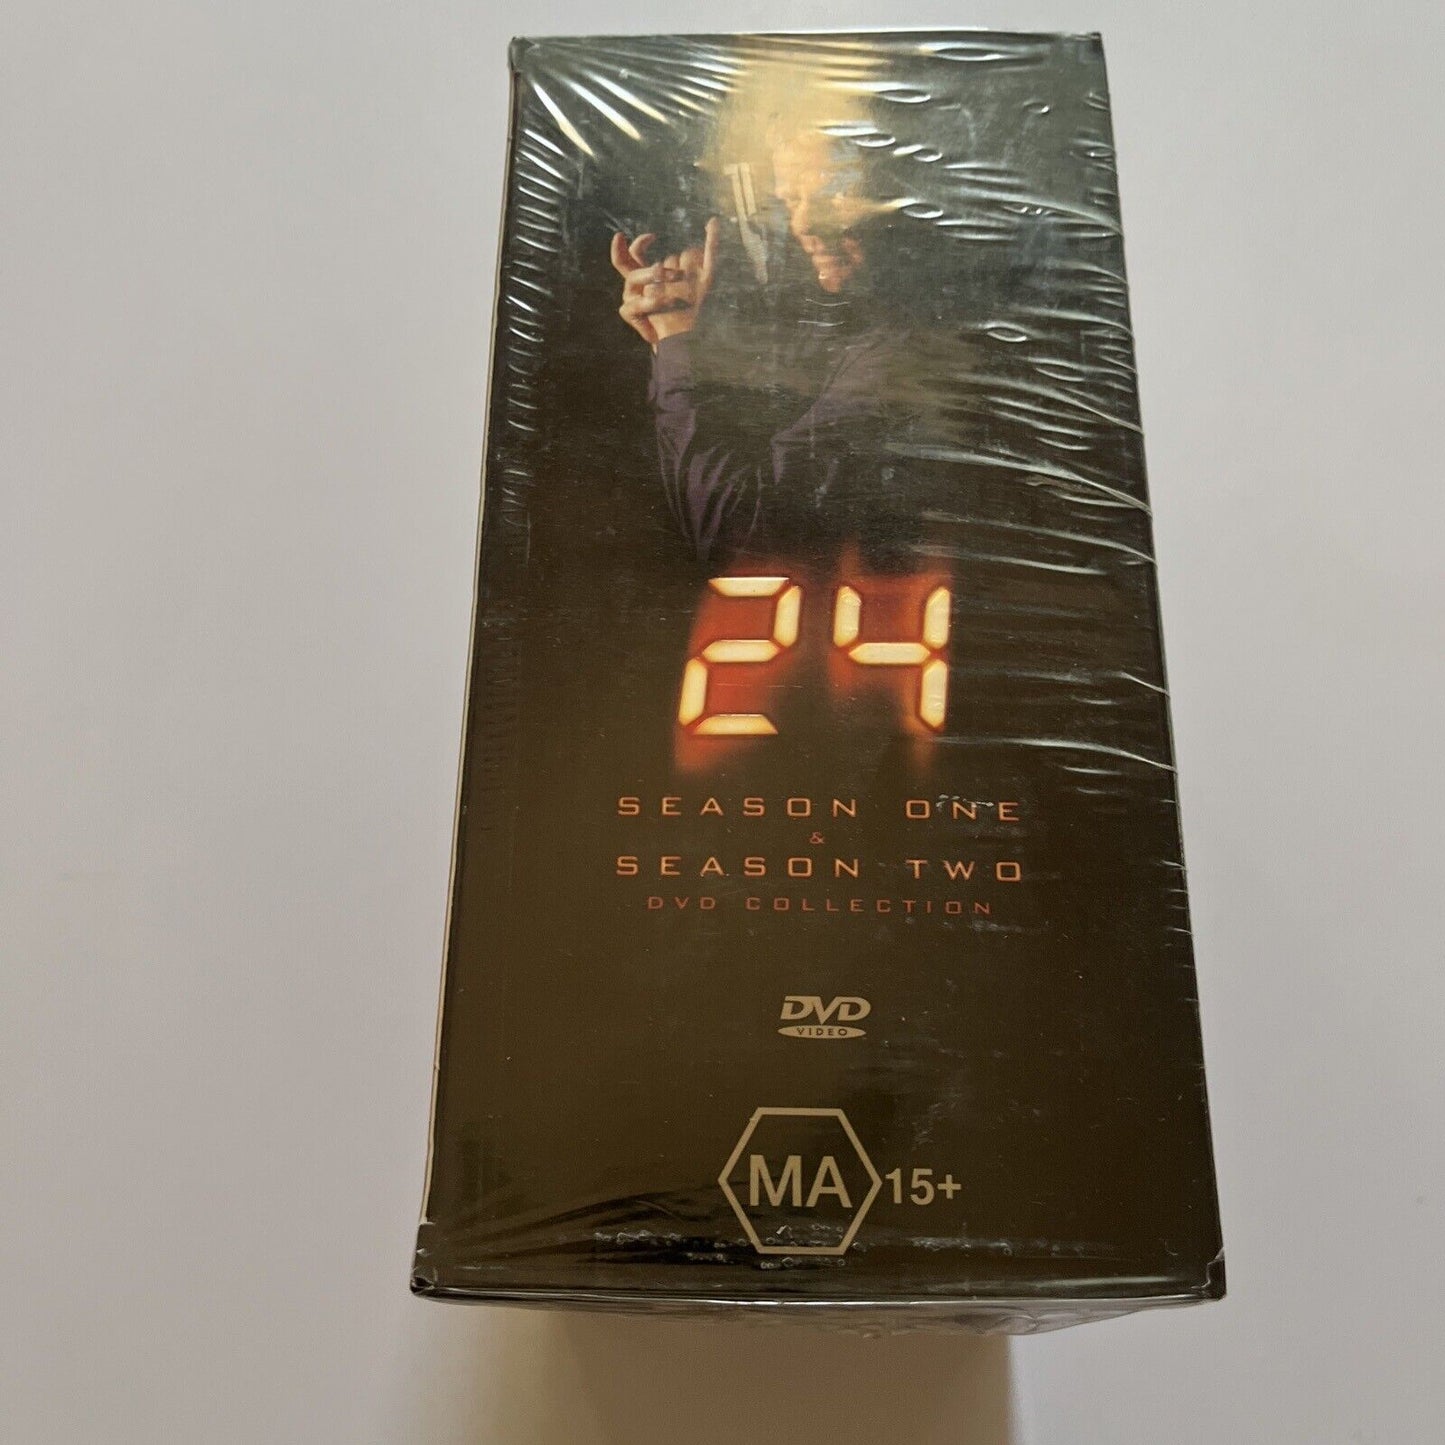 24
SEASON ONE
&
SEASON TWO
DVD COLLECTION
DVD
VIDEO
MA 15+